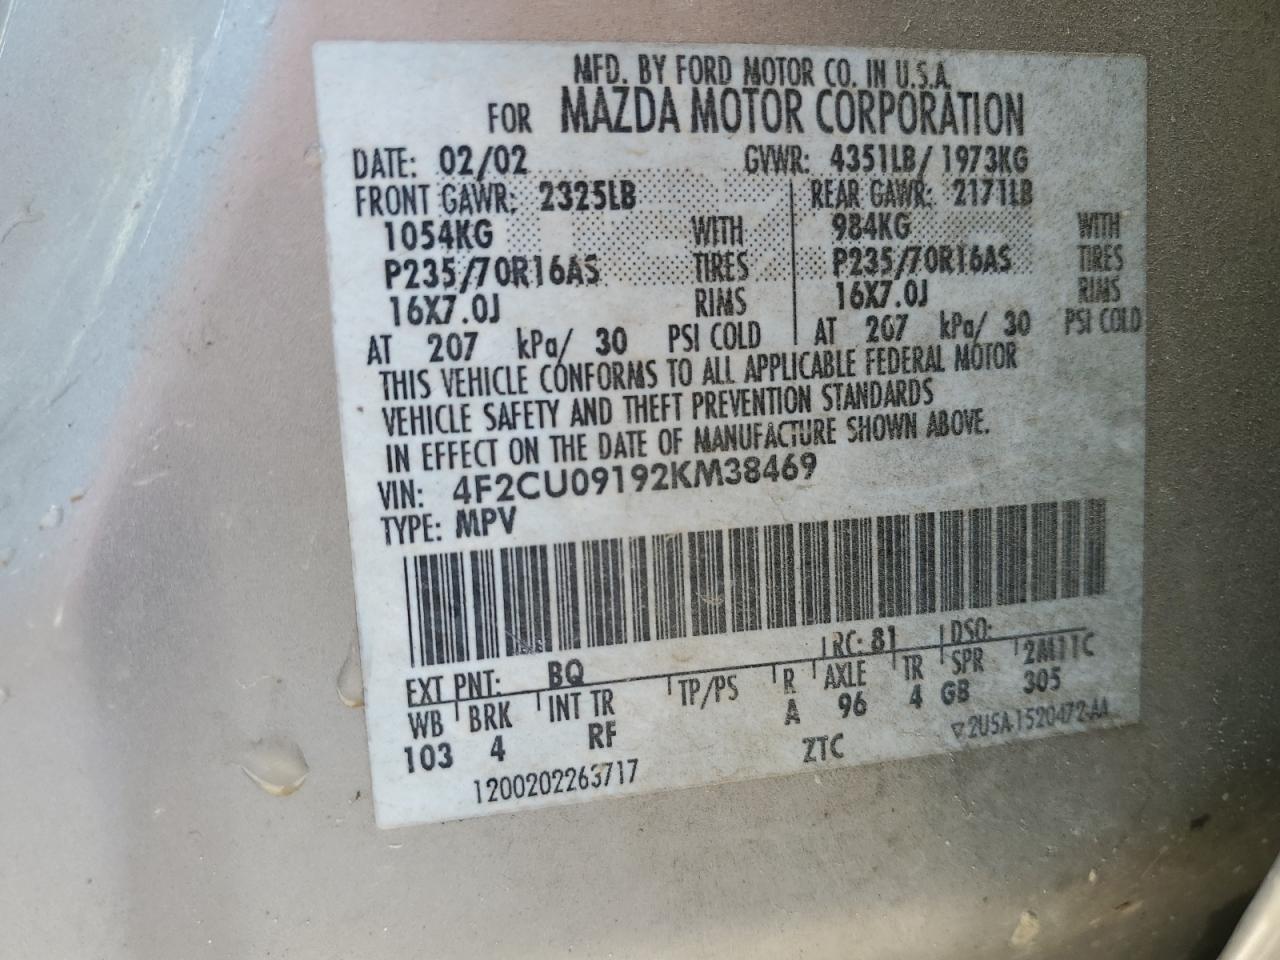 MFD. BY FORD MOTOR CO. IN U.S.A.
FOR MAZDA MOTOR CORPORATION
DATE: 02/02 GVWR: 4351LB/ 1973KG
FRONT GAWR: 2325LB REAR GAWR: 2171LB
1054KG WITH 984KG WITH
P235/70R16AS TIRES P235/70R16AS TIRES
16X7.0J RIMS 16X7.0J RIMS
AT 207 kPa/ 30 PSI COLD AT 207 kPa/ 30 PSI COLD
THIS VEHICLE CONFORMS TO ALL APPLICABLE FEDERAL MOTOR
VEHICLE SAFETY AND THEFT PREVENTION STANDARDS
IN EFFECT ON THE DATE OF MANUFACTURE SHOWN ABOVE.
VIN: 4F2CU09192KM38469
TYPE: MPV
EXT PNT: BQ RC: 81 DSO:
WB BRK INT TR TP/PS R AXLE TR SPR 2M1TC
103 4 RF A 96 4 GB 305
1200202263717 ZTC ▽2U5A-1520472-AA